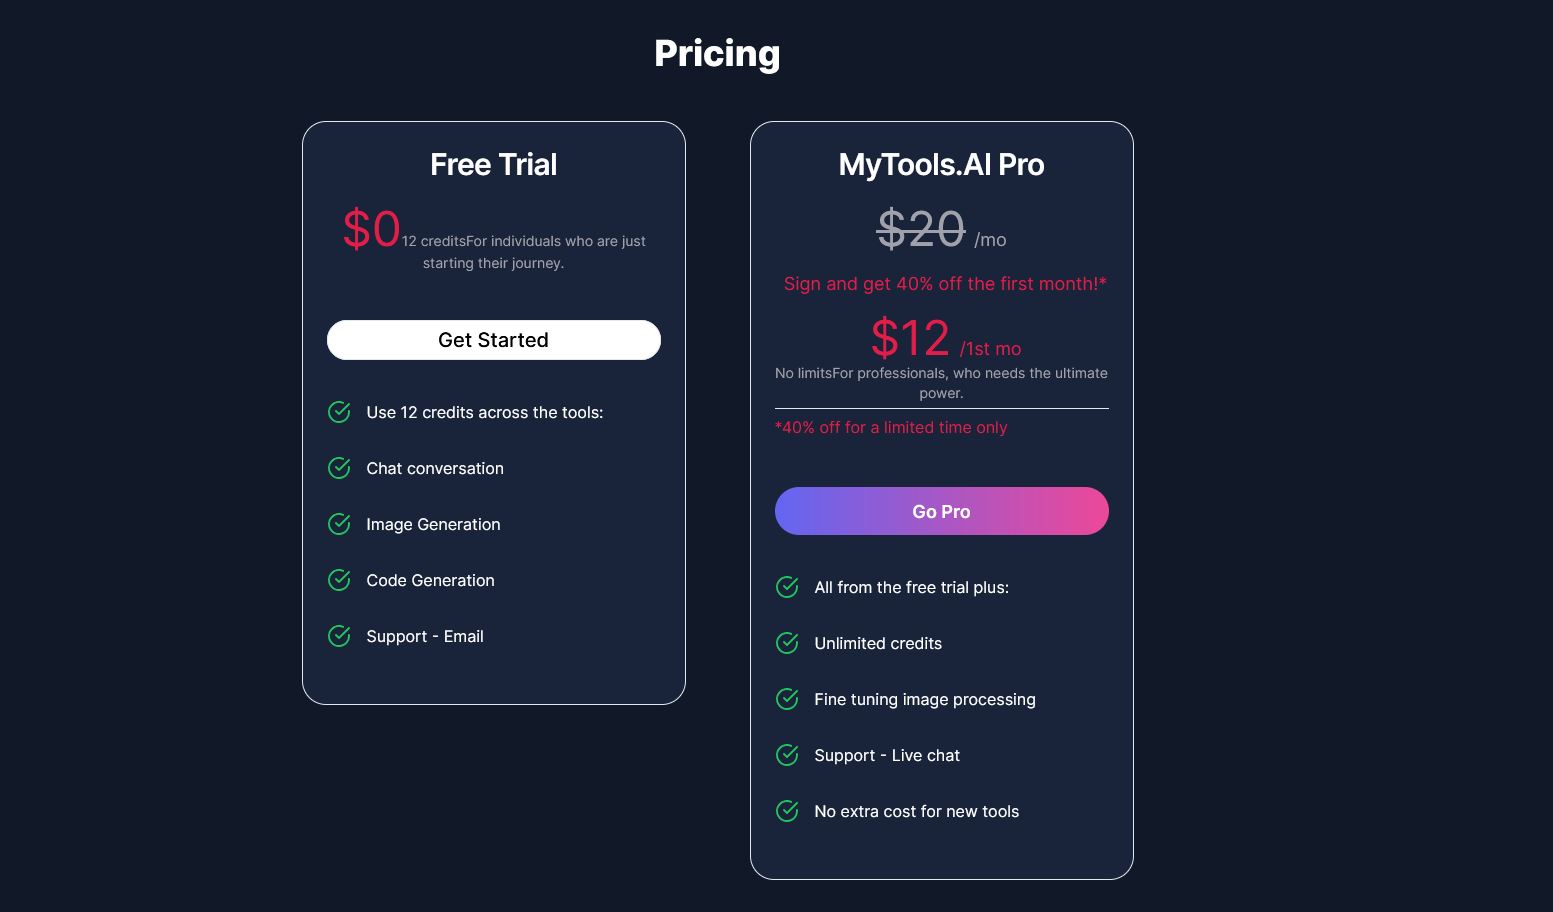 Pricing
Free Trial
$0 12 creditsFor individuals who are just
starting their journey.
Get Started
Use 12 credits across the tools:
Chat conversation
Image Generation
Code Generation
Support - Email
MyTools.AI Pro
$20 /mo
Sign and get 40% off the first month!*
$12 /1st mo
No limitsFor professionals, who needs the ultimate
power.
*40% off for a limited time only
Go Pro
All from the free trial plus:
Unlimited credits
Fine tuning image processing
Support - Live chat
No extra cost for new tools